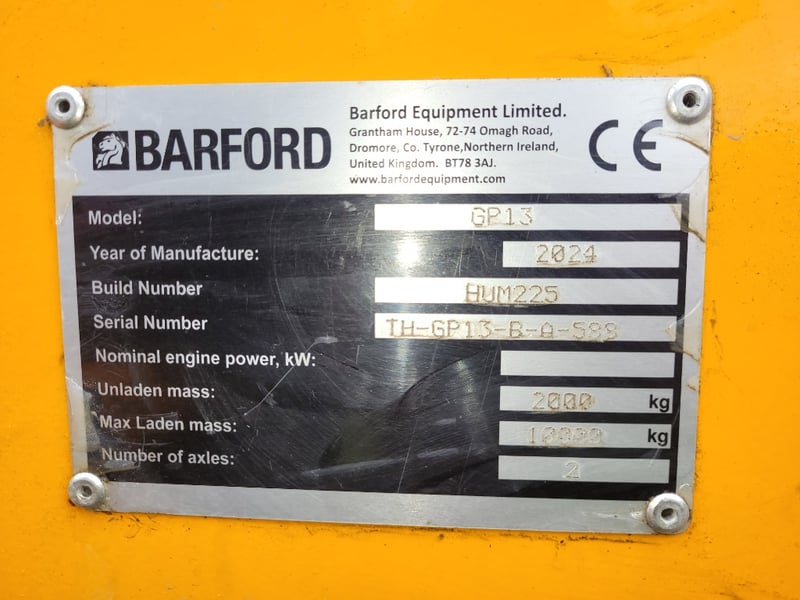 BARFORD
Barford Equipment Limited.
Grantham House, 72-74 Omagh Road,
Dromore, Co. Tyrone,Northern Ireland,
United Kingdom. BT78 3AJ.
www.barfordequipment.com
CE
Model: GP13
Year of Manufacture: 2024
Build Number HUM225
Serial Number TH-GP13-B-A-588
Nominal engine power, kW:
Unladen mass: 2000 kg
Max Laden mass: 10000 kg
Number of axles: 2